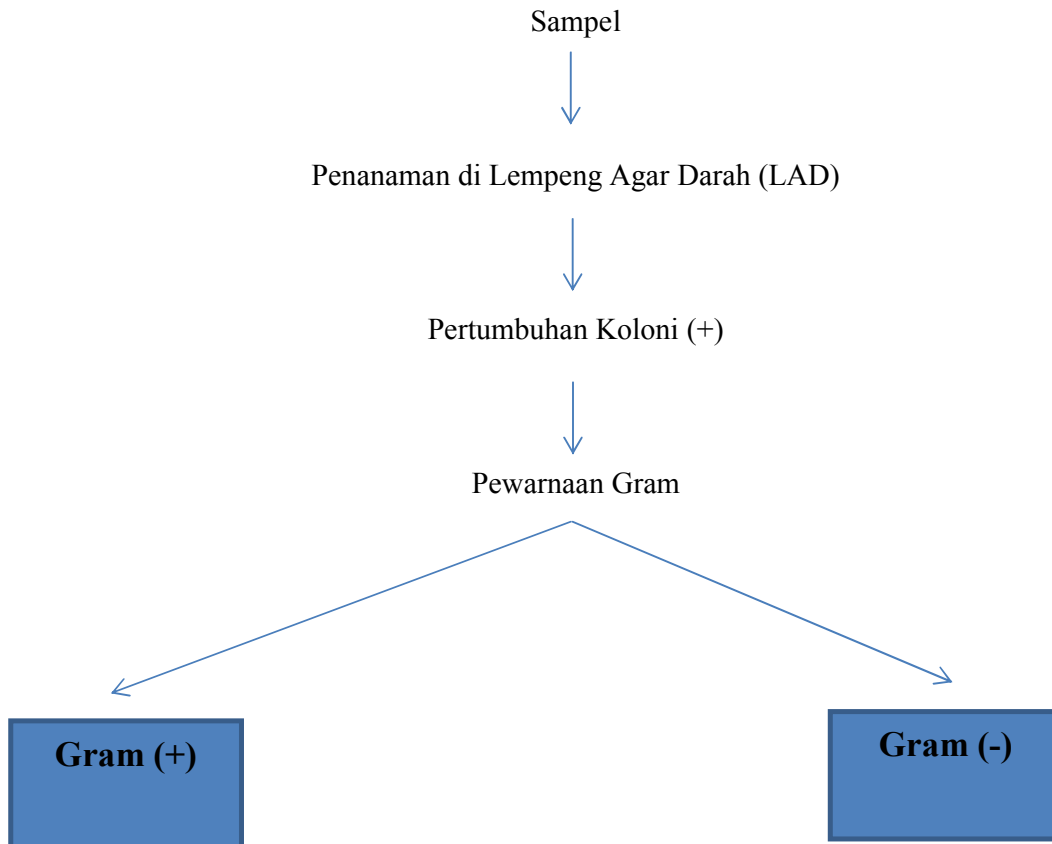 Sampel
Penanaman di Lempeng Agar Darah (LAD)
Pertumbuhan Koloni (+)
Pewarnaan Gram
Gram (+)
Gram (-)